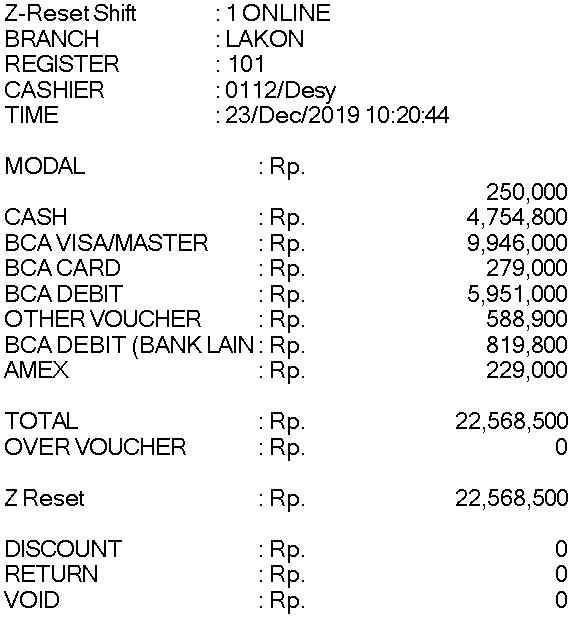 Z-Reset Shift : 1 ONLINE
BRANCH : LAKON
REGISTER : 101
CASHIER : 0112/Desy
TIME : 23/Dec/2019 10:20:44
MODAL : Rp.
250,000
CASH : Rp. 4,754,800
BCA VISA/MASTER : Rp. 9,946,000
BCA CARD : Rp. 279,000
BCA DEBIT : Rp. 5,951,000
OTHER VOUCHER : Rp. 588,900
BCA DEBIT (BANK LAIN : Rp. 819,800
AMEX : Rp. 229,000
TOTAL : Rp. 22,568,500
OVER VOUCHER : Rp. 0
Z Reset : Rp. 22,568,500
DISCOUNT : Rp. 0
RETURN : Rp. 0
VOID : Rp. 0